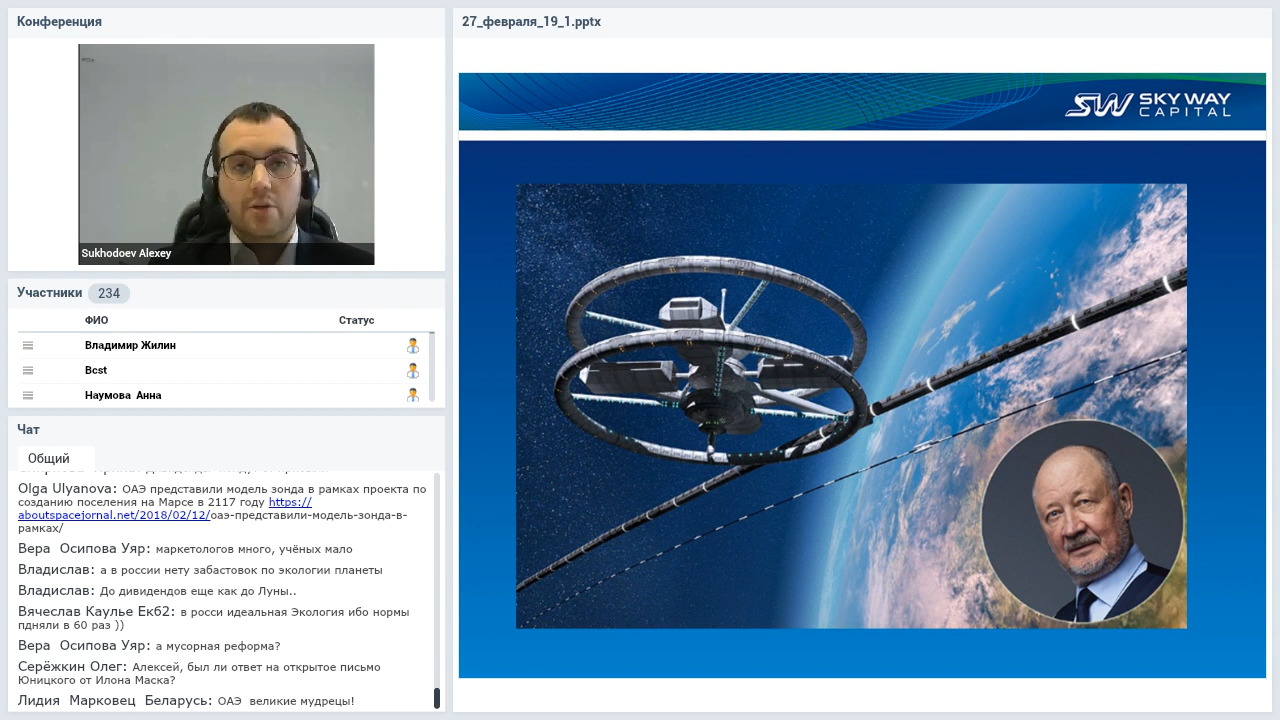 Конференция
Sukhodoev Alexey
Участники 234
ФИО Статус
Владимир Жилин
Bcst
Наумова Анна
Чат
Общий
Olga Ulyanova: ОАЭ представили модель зонда в рамках проекта по
созданию поселения на Марсе в 2117 году https://
aboutspacejornal.net/2018/02/12/оаэ-представили-модель-зонда-в-
рамках/
Вера Осипова Уяр: маркетологов много, учёных мало
Владислав: а в россии нету забастовок по экологии планеты
Владислав: До дивидендов еще как до Луны..
Вячеслав Каулье Екб2: в росси идеальная Экология ибо нормы
пдняли в 60 раз ))
Вера Осипова Уяр: а мусорная реформа?
Серёжкин Олег: Алексей, был ли ответ на открытое письмо
Юницкого от Илона Маска?
Лидия Марковец Беларусь: ОАЭ великие мудрецы!
27_февраля_19_1.pptx
SW SKY WAY
CAPITAL